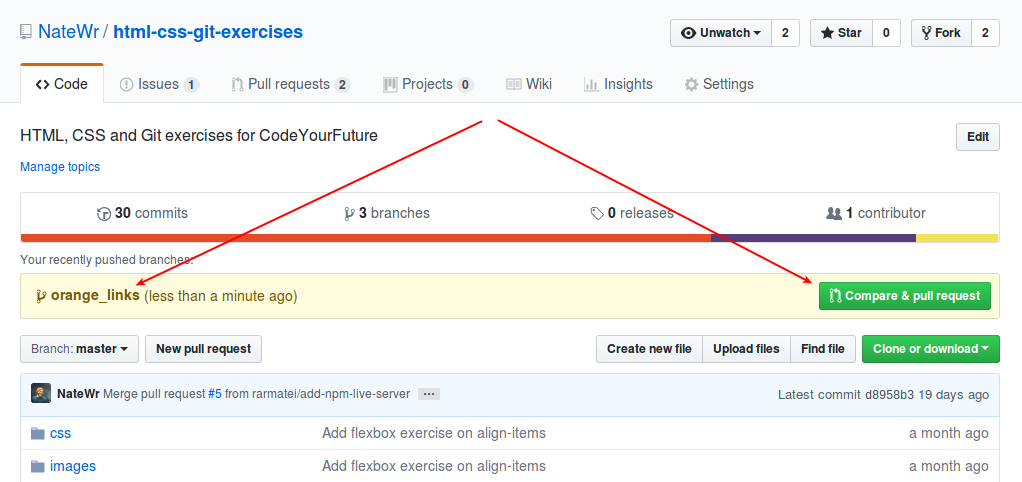 NateWr / html-css-git-exercises Unwatch 2 Star 0 Fork 2
Code Issues 1 Pull requests 2 Projects 0 Wiki Insights Settings
HTML, CSS and Git exercises for CodeYourFuture Edit
Manage topics
30 commits 3 branches 0 releases 1 contributor
Your recently pushed branches:
orange_links (less than a minute ago) Compare & pull request
Branch: master New pull request Create new file Upload files Find file Clone or download
NateWr Merge pull request #5 from rarmatei/add-npm-live-server ... Latest commit d8958b3 19 days ago
css Add flexbox exercise on align-items a month ago
images Add flexbox exercise on align-items a month ago